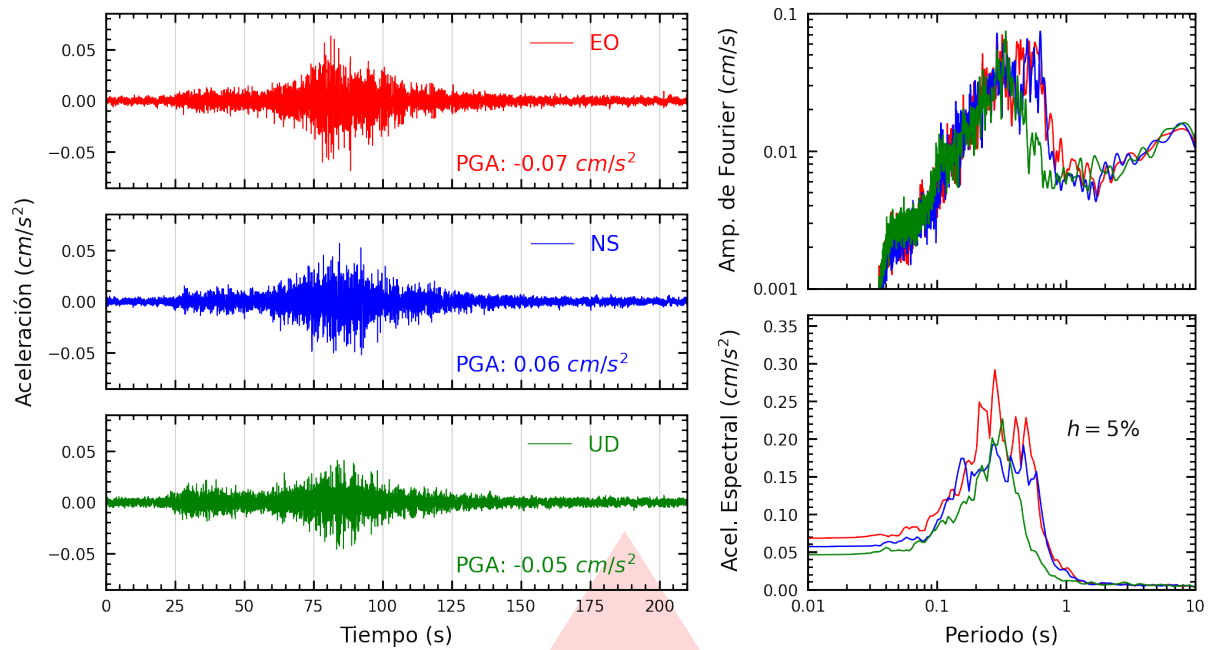 Aceleración (cm/s²)
0.05
0.00
−0.05
EO
PGA: -0.07 cm/s²
0.05
0.00
−0.05
NS
PGA: 0.06 cm/s²
0.05
0.00
−0.05
UD
PGA: -0.05 cm/s²
0 25 50 75 100 125 150 175 200
Tiempo (s)
Amp. de Fourier (cm/s)
0.1
0.01
0.001
Acel. Espectral (cm/s²)
0.35
0.30
0.25
0.20
0.15
0.10
0.05
0.00
h = 5%
0.01 0.1 1 10
Periodo (s)